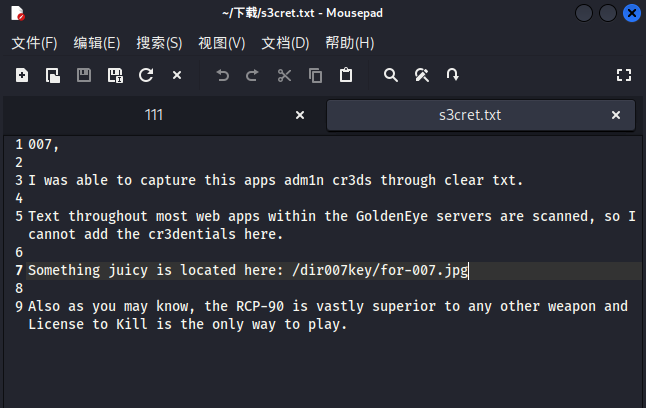 ~/下载/s3cret.txt - Mousepad
文件(F) 编辑(E) 搜索(S) 视图(V) 文档(D) 帮助(H)
111 s3cret.txt
1 007,
2
3 I was able to capture this apps adm1n cr3ds through clear txt.
4
5 Text throughout most web apps within the GoldenEye servers are scanned, so I
cannot add the cr3dentials here.
6
7 Something juicy is located here: /dir007key/for-007.jpg
8
9 Also as you may know, the RCP-90 is vastly superior to any other weapon and
License to Kill is the only way to play.